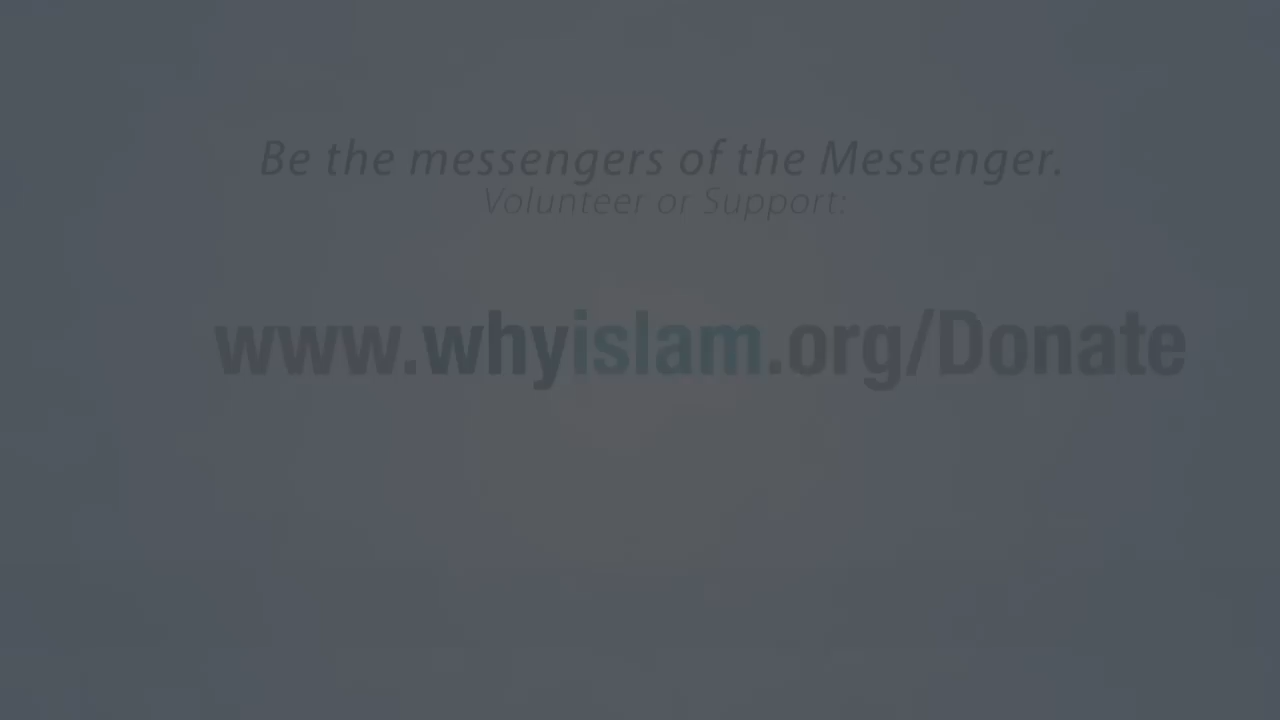 Be the messengers of the Messenger.
Volunteer or Support:
www.whyislam.org/Donate